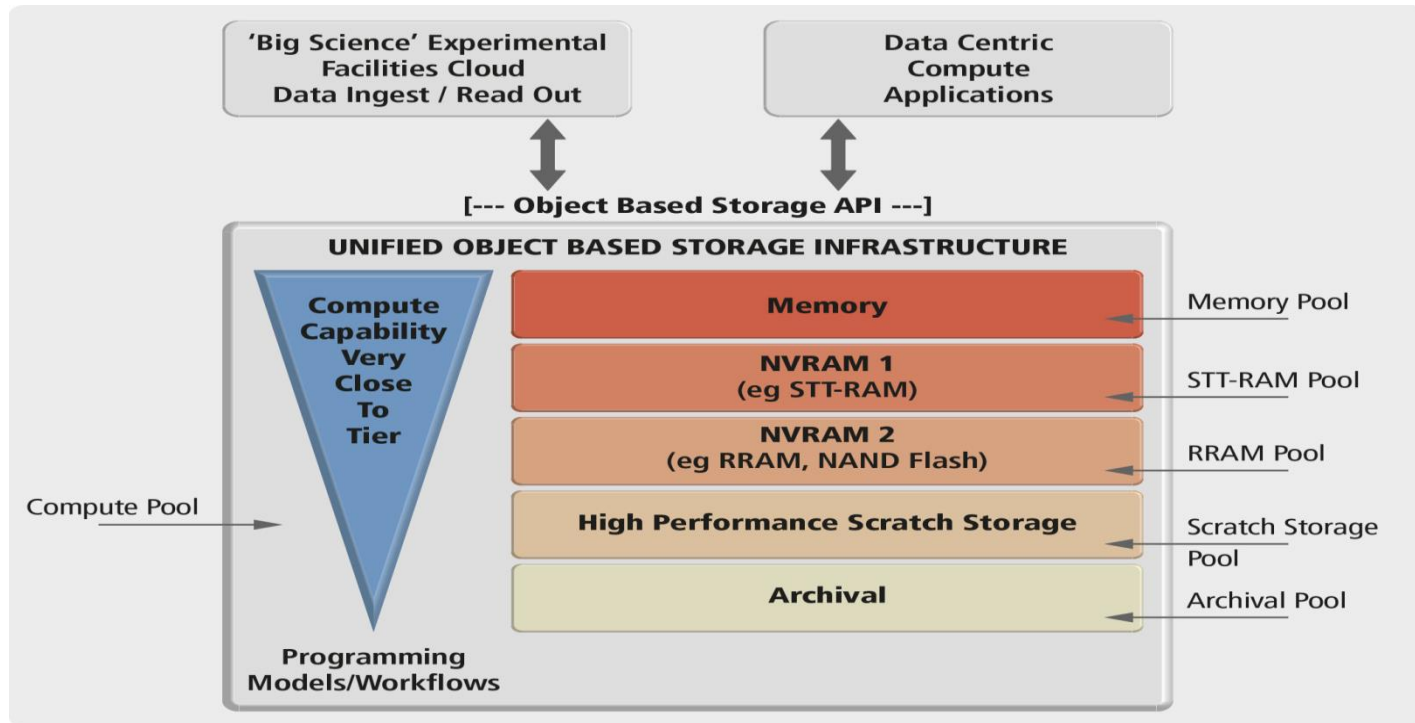 ‘Big Science’ Experimental
Facilities Cloud
Data Ingest / Read Out
Data Centric
Compute
Applications
[--- Object Based Storage API ---]
UNIFIED OBJECT BASED STORAGE INFRASTRUCTURE
Compute
Capability
Very
Close
To
Tier
Memory
Memory Pool
NVRAM 1
(eg STT-RAM)
STT-RAM Pool
NVRAM 2
(eg RRAM, NAND Flash)
RRAM Pool
Compute Pool
High Performance Scratch Storage
Scratch Storage
Pool
Archival
Archival Pool
Programming
Models/Workflows